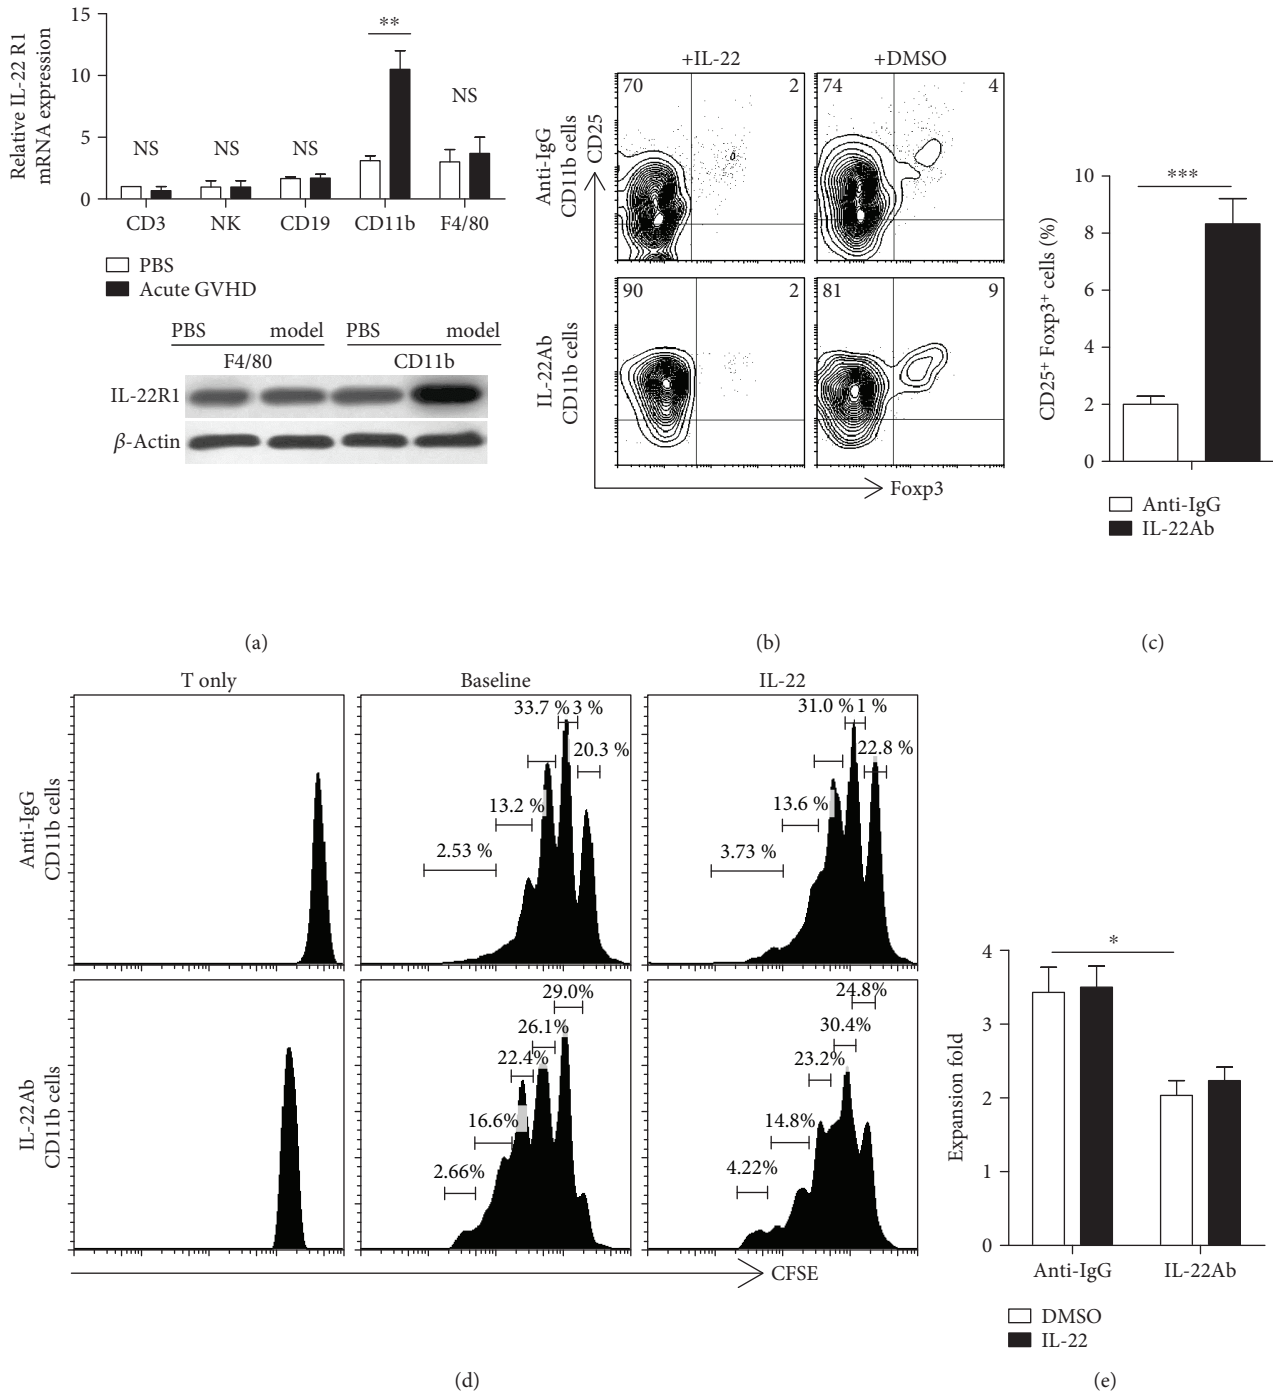 Relative IL-22 R1
mRNA expression
15
10
5
0
NS
NS
NS
**
NS
CD3
NK
CD19
CD11b
F4/80
PBS
Acute GVHD
PBS
model
PBS
model
F4/80
CD11b
IL-22R1
β-Actin
(a)
+IL-22
+DMSO
Anti-IgG
CD11b cells
CD25
70
2
74
4
IL-22Ab
CD11b cells
90
2
81
9
Foxp3
(b)
CD25+ Foxp3+ cells (%)
10
8
6
4
2
0
***
Anti-IgG
IL-22Ab
(c)
T only
Baseline
IL-22
Anti-IgG
CD11b cells
33.7 %
3 %
20.3 %
13.2 %
2.53 %
31.0 %
1 %
22.8 %
13.6 %
3.73 %
IL-22Ab
CD11b cells
29.0%
26.1%
22.4%
16.6%
2.66%
24.8%
30.4%
23.2%
14.8%
4.22%
CFSE
(d)
Expansion fold
4
3
2
1
0
*
Anti-IgG
IL-22Ab
DMSO
IL-22
(e)